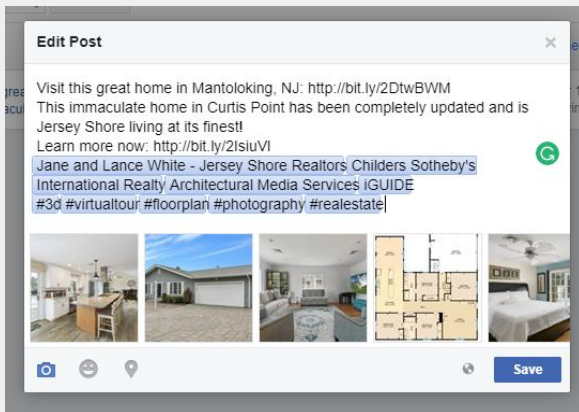 Edit Post
Visit this great home in Mantoloking, NJ: http://bit.ly/2DtwBWM
This immaculate home in Curtis Point has been completely updated and is
Jersey Shore living at its finest!
Learn more now: http://bit.ly/2IsiuVI
Jane and Lance White - Jersey Shore Realtors Childers Sotheby's
International Realty Architectural Media Services iGUIDE
#3d #virtualtour #floorplan #photography #realestate
Save